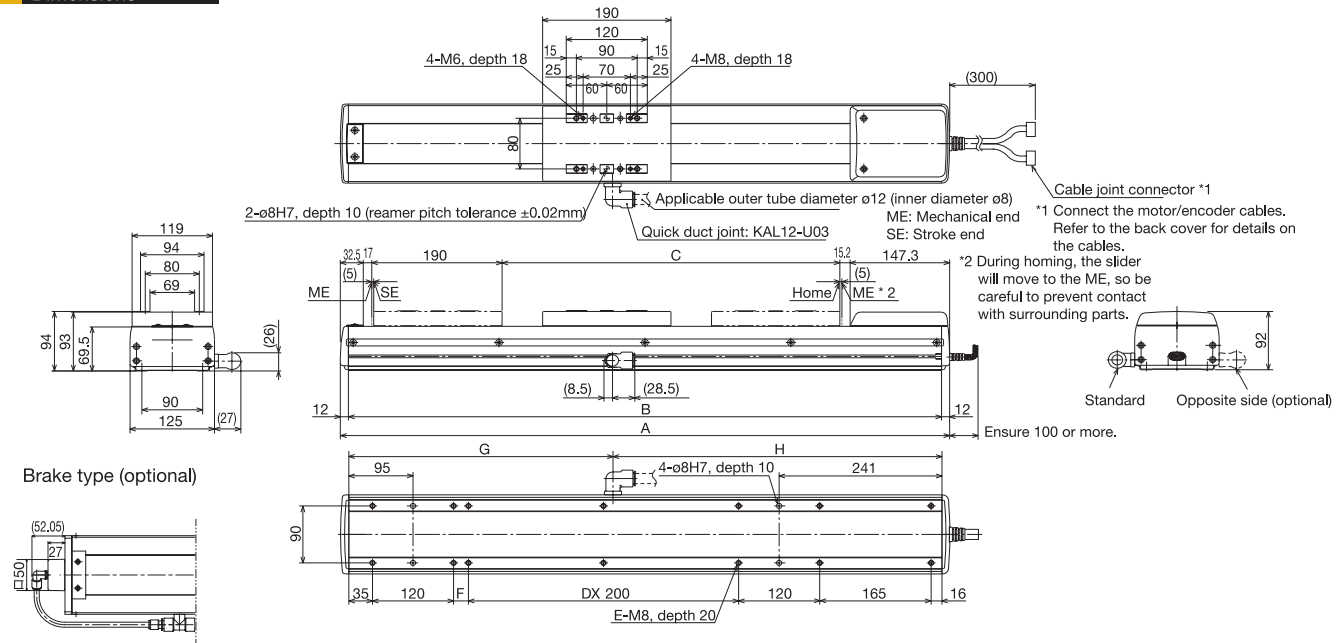 Dimensions
190
120
15 90 15
4-M6, depth 18
4-M8, depth 18
25 70 25
60 60
(300)
80
Cable joint connector *1
Applicable outer tube diameter ø12 (inner diameter ø8)
2-ø8H7, depth 10 (reamer pitch tolerance ±0.02mm)
ME: Mechanical end
SE: Stroke end
Quick duct joint: KAL12-U03
*1 Connect the motor/encoder cables.
Refer to the back cover for details on
the cables.
*2 During homing, the slider
will move to the ME, so be
careful to prevent contact
with surrounding parts.
119
94
80
69
94
93
69.5
(26)
90
125
(27)
32.5 17 190 C 15.2 147.3
(5) (5)
ME SE Home ME * 2
(8.5) (28.5)
12 B 12
A
Ensure 100 or more.
92
Standard
Opposite side (optional)
G H
95
4-ø8H7, depth 10
241
90
35 120 F DX 200 120 165 16
E-M8, depth 20
Brake type (optional)
(52.05)
27
□50